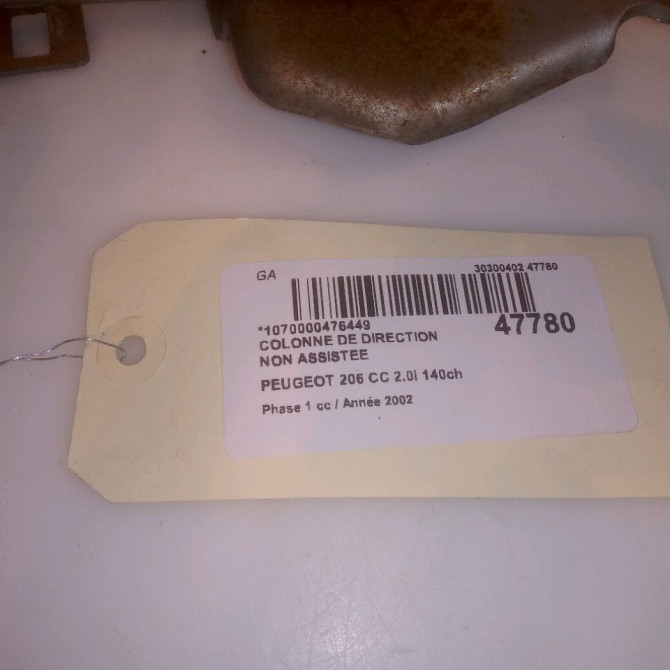 GA
30300402 47780
*1070000476449
47780
COLONNE DE DIRECTION
NON ASSISTEE
PEUGEOT 206 CC 2.0i 140ch
Phase 1 cc / Année 2002